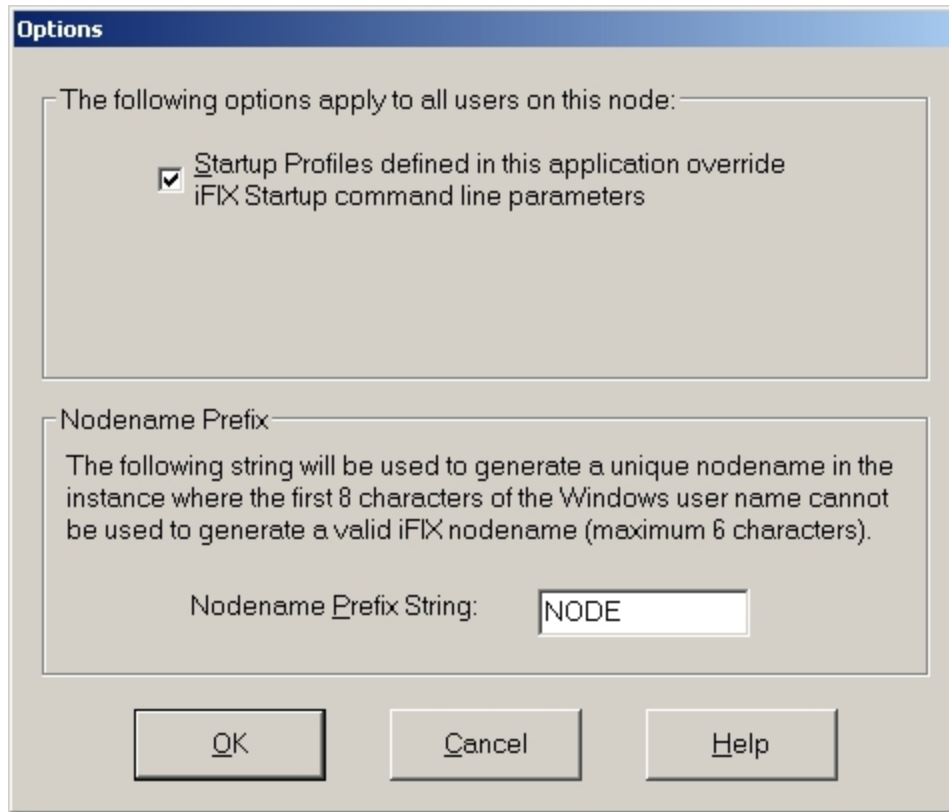 Options
The following options apply to all users on this node:
Startup Profiles defined in this application override
iFIX Startup command line parameters
Nodename Prefix
The following string will be used to generate a unique nodename in the
instance where the first 8 characters of the Windows user name cannot
be used to generate a valid iFIX nodename (maximum 6 characters).
Nodename Prefix String:
NODE
OK
Cancel
Help